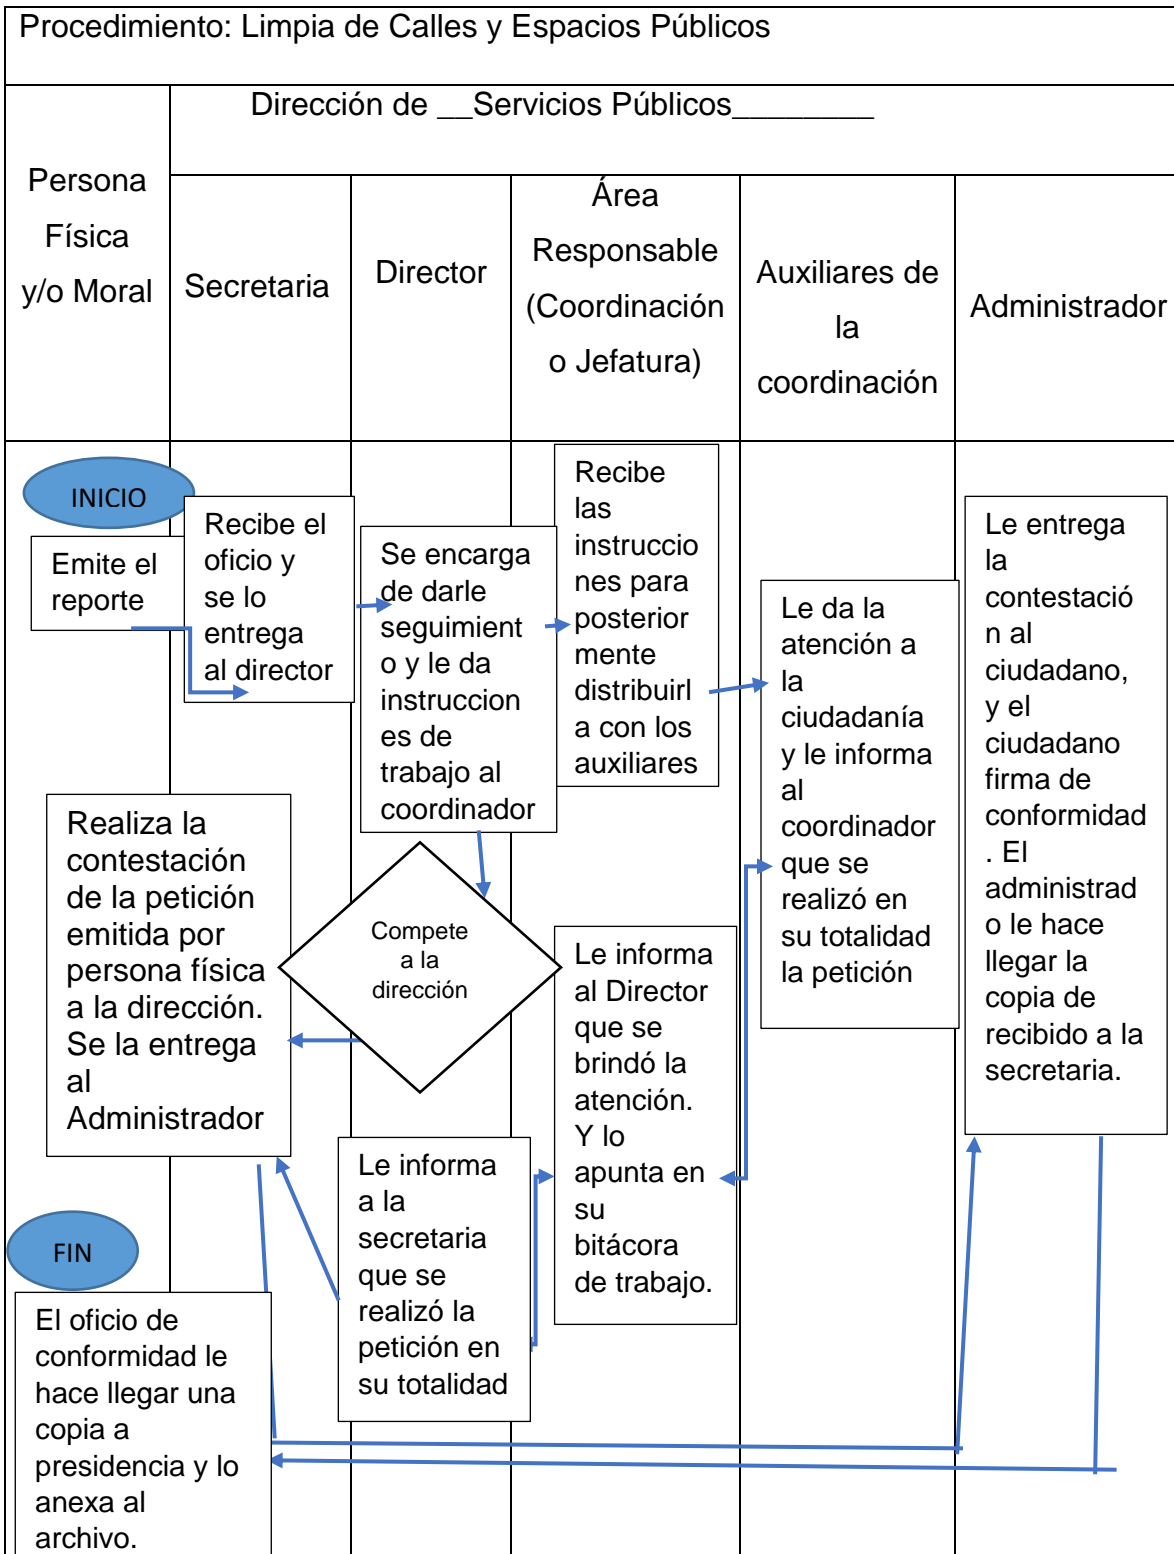 Procedimiento: Limpia de Calles y Espacios Públicos
Dirección de __Servicios Públicos_________
Persona
Física
y/o Moral
Secretaria
Director
Área
Responsable
(Coordinación
o Jefatura)
Auxiliares de
la
coordinación
Administrador
INICIO
Emite el
reporte
Recibe el
oficio y
se lo
entrega
al director
Se encarga
de darle
seguimient
o y le da
instruccion
es de
trabajo al
coordinador
Recibe
las
instruccio
nes para
posterior
mente
distribuirl
a con los
auxiliares
Le da la
atención a
la
ciudadanía
y le informa
al
coordinador
que se
realizó en
su totalidad
la petición
Le entrega
la
contestació
n al
ciudadano,
y el
ciudadano
firma de
conformidad
. El
administrad
o le hace
llegar la
copia de
recibido a la
secretaria.
Realiza la
contestación
de la petición
emitida por
persona física
a la dirección.
Se la entrega
al
Administrador
Compete
a la
dirección
Le informa
al Director
que se
brindó la
atención.
Y lo
apunta en
su
bitácora
de trabajo.
Le informa
a la
secretaria
que se
realizó la
petición en
su totalidad
FIN
El oficio de
conformidad le
hace llegar una
copia a
presidencia y lo
anexa al
archivo.